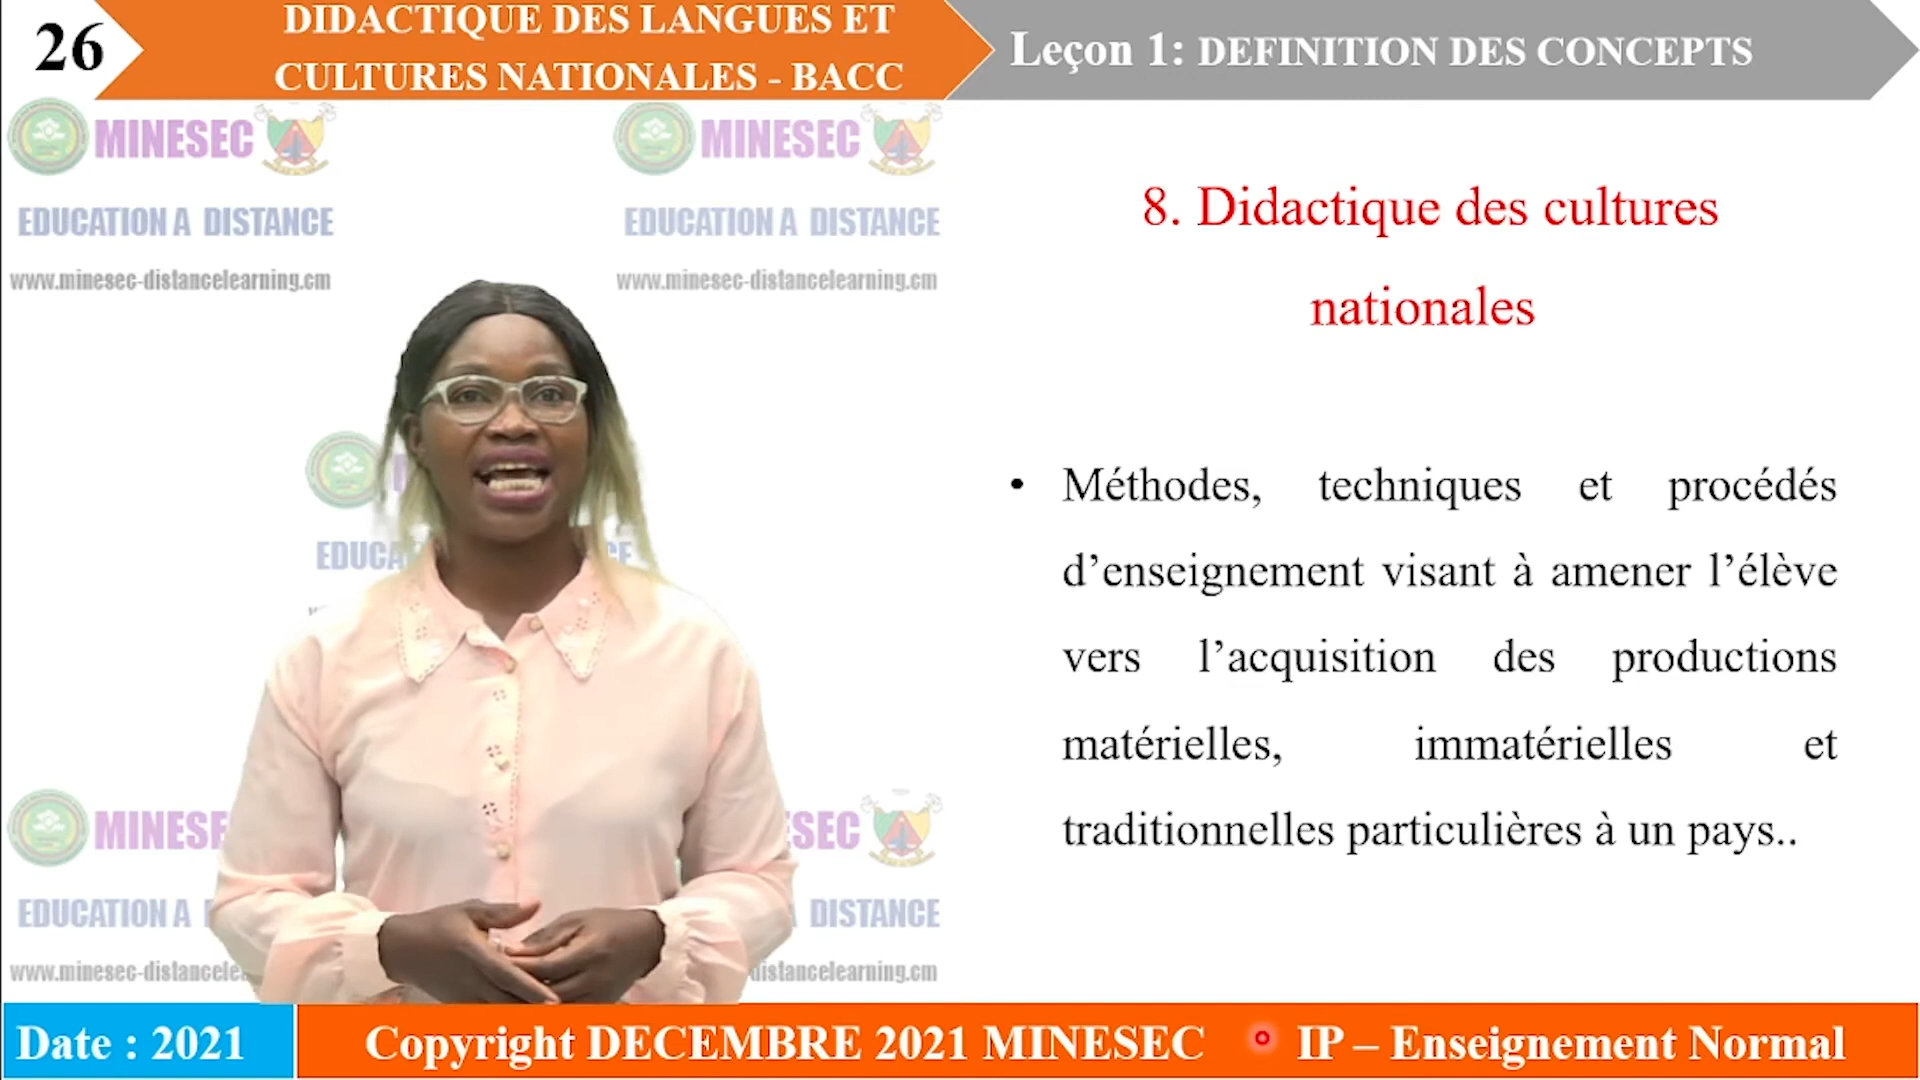 26
DIDACTIQUE DES LANGUES ET
CULTURES NATIONALES - BACC
Leçon 1: DEFINITION DES CONCEPTS
MINESEC
MINESEC
EDUCATION A DISTANCE
EDUCATION A DISTANCE
www.minesec-distancelearning.cm
www.minesec-distancelearning.cm
8. Didactique des cultures
nationales
• Méthodes, techniques et procédés
d’enseignement visant à amener l’élève
vers l’acquisition des productions
matérielles, immatérielles et
traditionnelles particulières à un pays..
EDUCA
CE
MINESE
ESEC
EDUCATION A
DISTANCE
www.minesec-distancele
distancelearning.cm
Date : 2021
Copyright DECEMBRE 2021 MINESEC
IP – Enseignement Normal